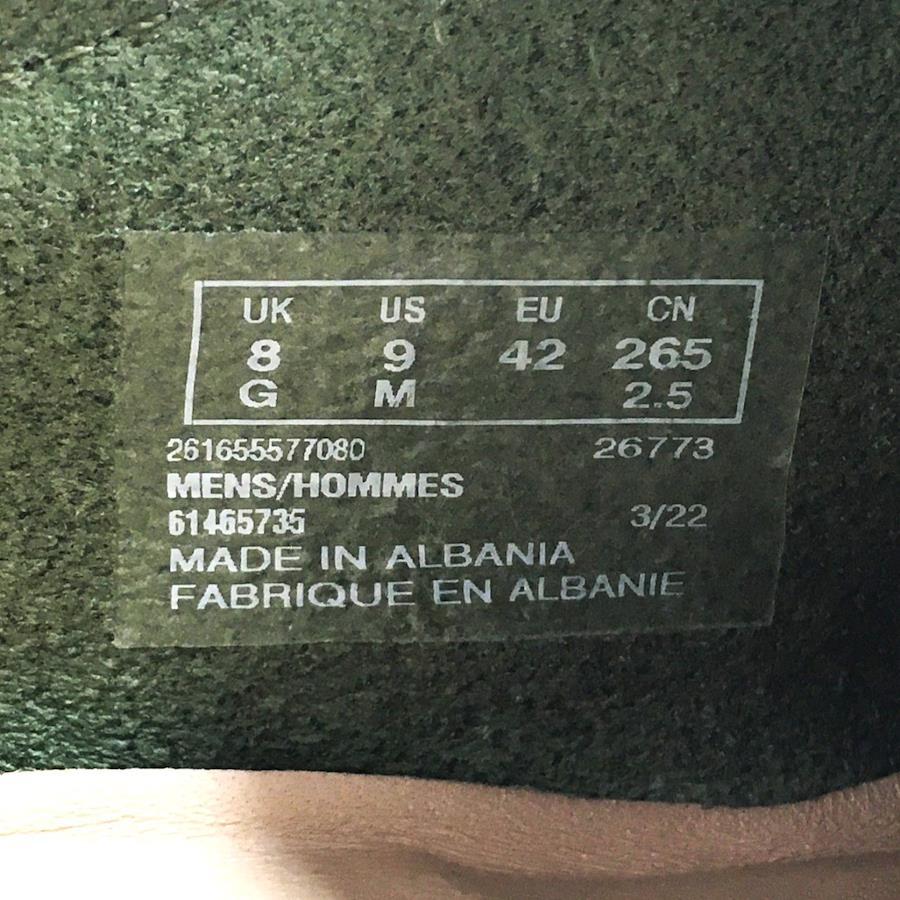 UK US EU CN
8 9 42 265
G M 2.5
261655577080 26773
MENS/HOMMES
61465735 3/22
MADE IN ALBANIA
FABRIQUE EN ALBANIE